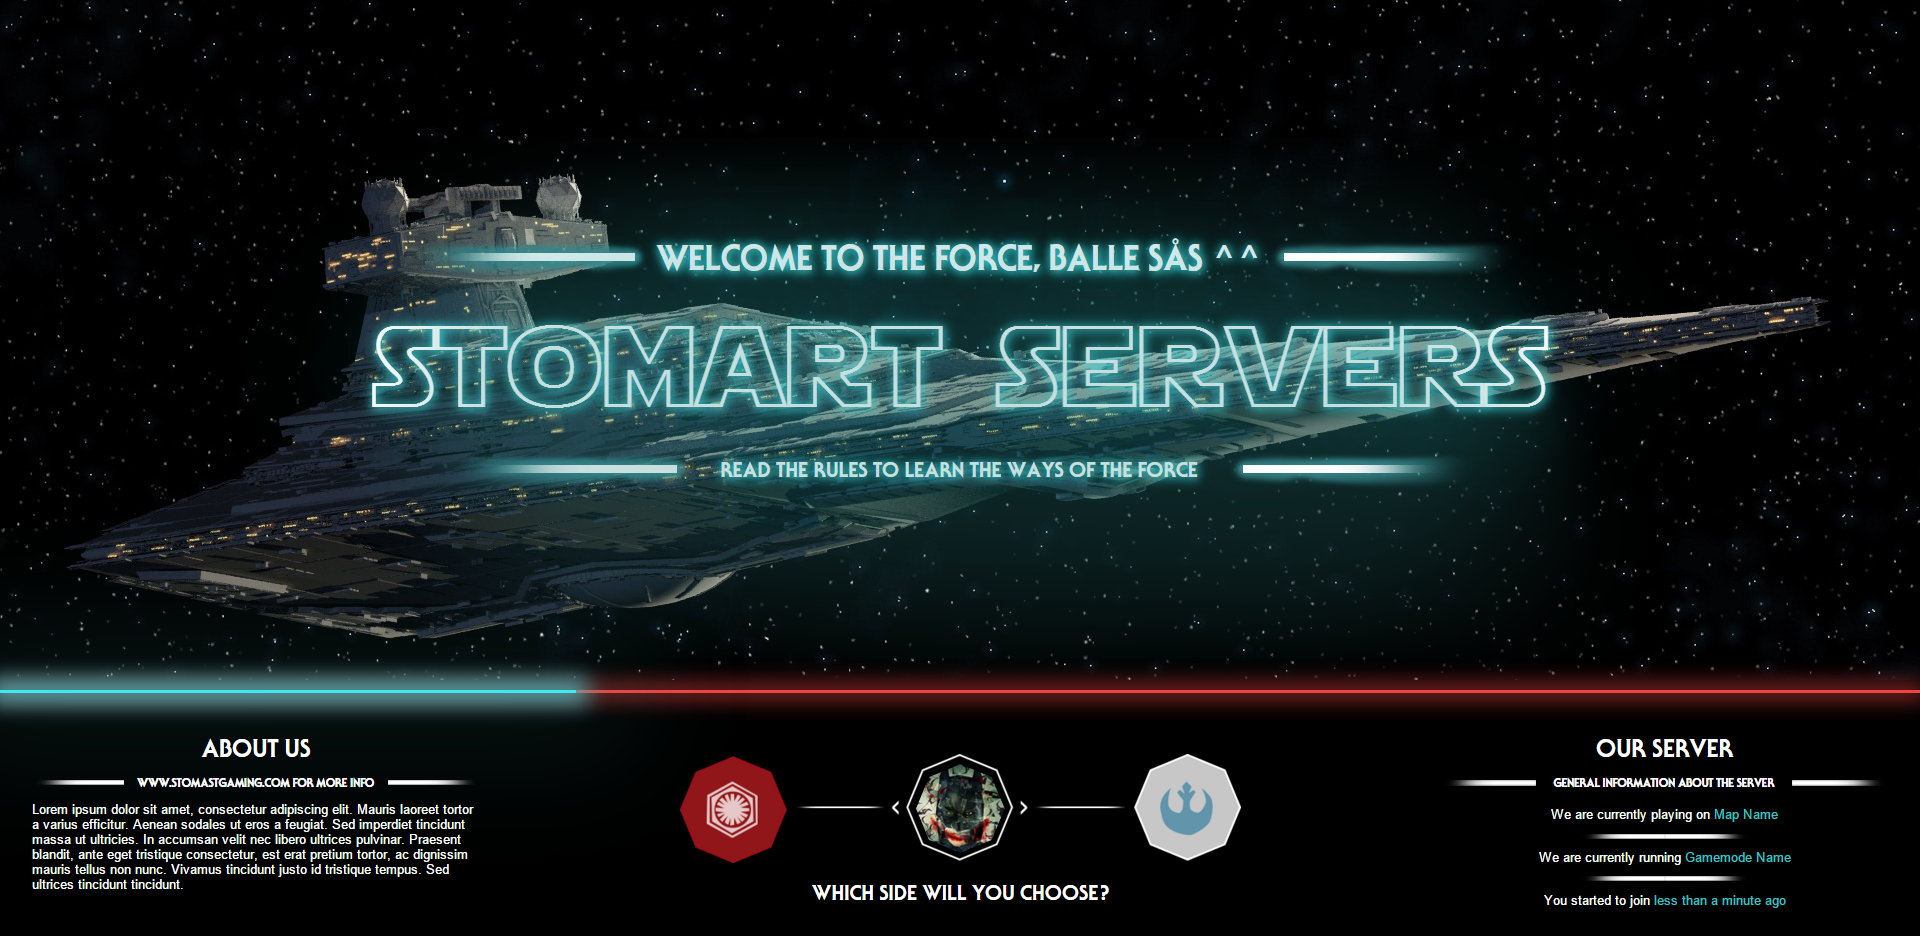 WELCOME TO THE FORCE, BALLE SÅS ^ ^
STOMART SERVERS
READ THE RULES TO LEARN THE WAYS OF THE FORCE
ABOUT US
WWW.STOMASTGAMING.COM FOR MORE INFO
Lorem ipsum dolor sit amet, consectetur adipiscing elit. Mauris laoreet tortor
a varius efficitur. Aenean sodales ut eros a feugiat. Sed imperdiet tincidunt
massa ut ultricies. In accumsan velit nec libero ultrices pulvinar. Praesent
blandit, ante eget tristique consectetur, est erat pretium tortor, ac dignissim
mauris tellus non nunc. Vivamus tincidunt justo id tristique tempus. Sed
ultrices tincidunt tincidunt.
WHICH SIDE WILL YOU CHOOSE?
OUR SERVER
GENERAL INFORMATION ABOUT THE SERVER
We are currently playing on Map Name
We are currently running Gamemode Name
You started to join less than a minute ago